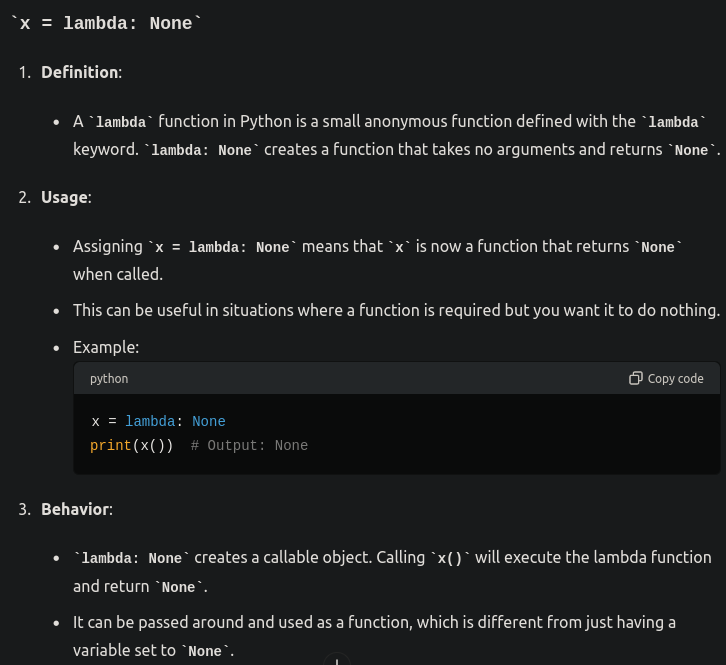 `x = lambda: None`
1. Definition:
• A `lambda` function in Python is a small anonymous function defined with the `lambda`
keyword. `lambda: None` creates a function that takes no arguments and returns `None`.
2. Usage:
• Assigning `x = lambda: None` means that `x` is now a function that returns `None`
when called.
• This can be useful in situations where a function is required but you want it to do nothing.
• Example:
python Copy code
x = lambda: None
print(x())  # Output: None
3. Behavior:
• `lambda: None` creates a callable object. Calling `x()` will execute the lambda function
and return `None`.
• It can be passed around and used as a function, which is different from just having a
variable set to `None`.